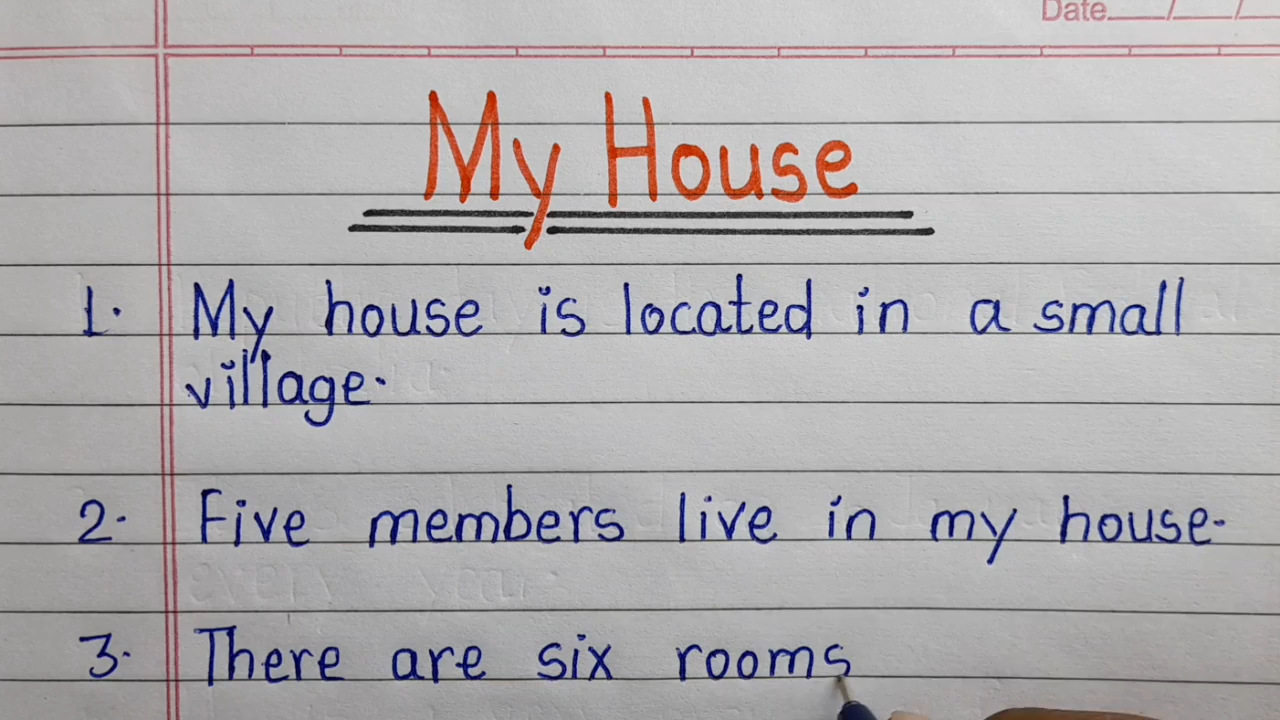 Date / /
My House
1. My house is located in a small
village.
2. Five members live in my house.
3. There are six rooms